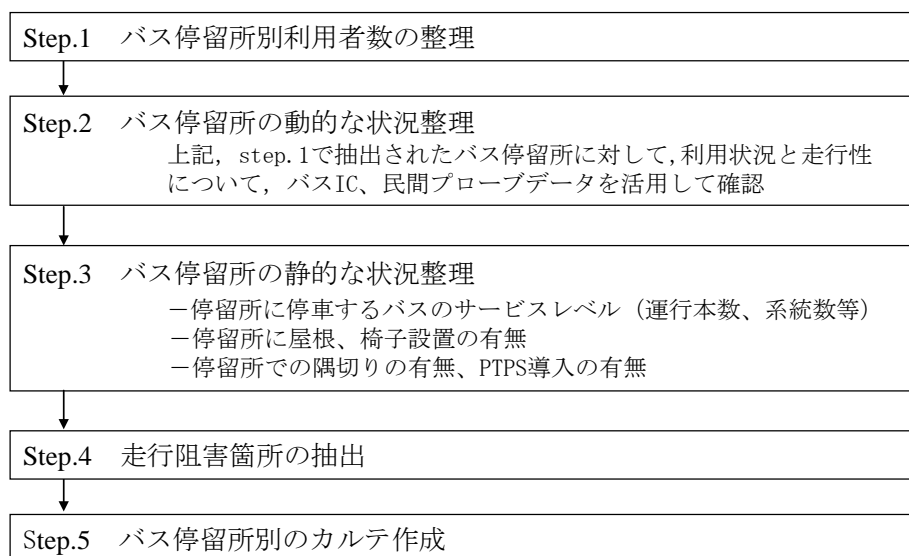 Step.1 バス停留所別利用者数の整理
Step.2 バス停留所の動的な状況整理
上記, step.1で抽出されたバス停留所に対して,利用状況と走行性
について, バスIC、民間プローブデータを活用して確認
Step.3 バス停留所の静的な状況整理
－停留所に停車するバスのサービスレベル（運行本数、系統数等）
－停留所に屋根、椅子設置の有無
－停留所での隅切りの有無、PTPS導入の有無
Step.4 走行阻害箇所の抽出
Step.5 バス停留所別のカルテ作成